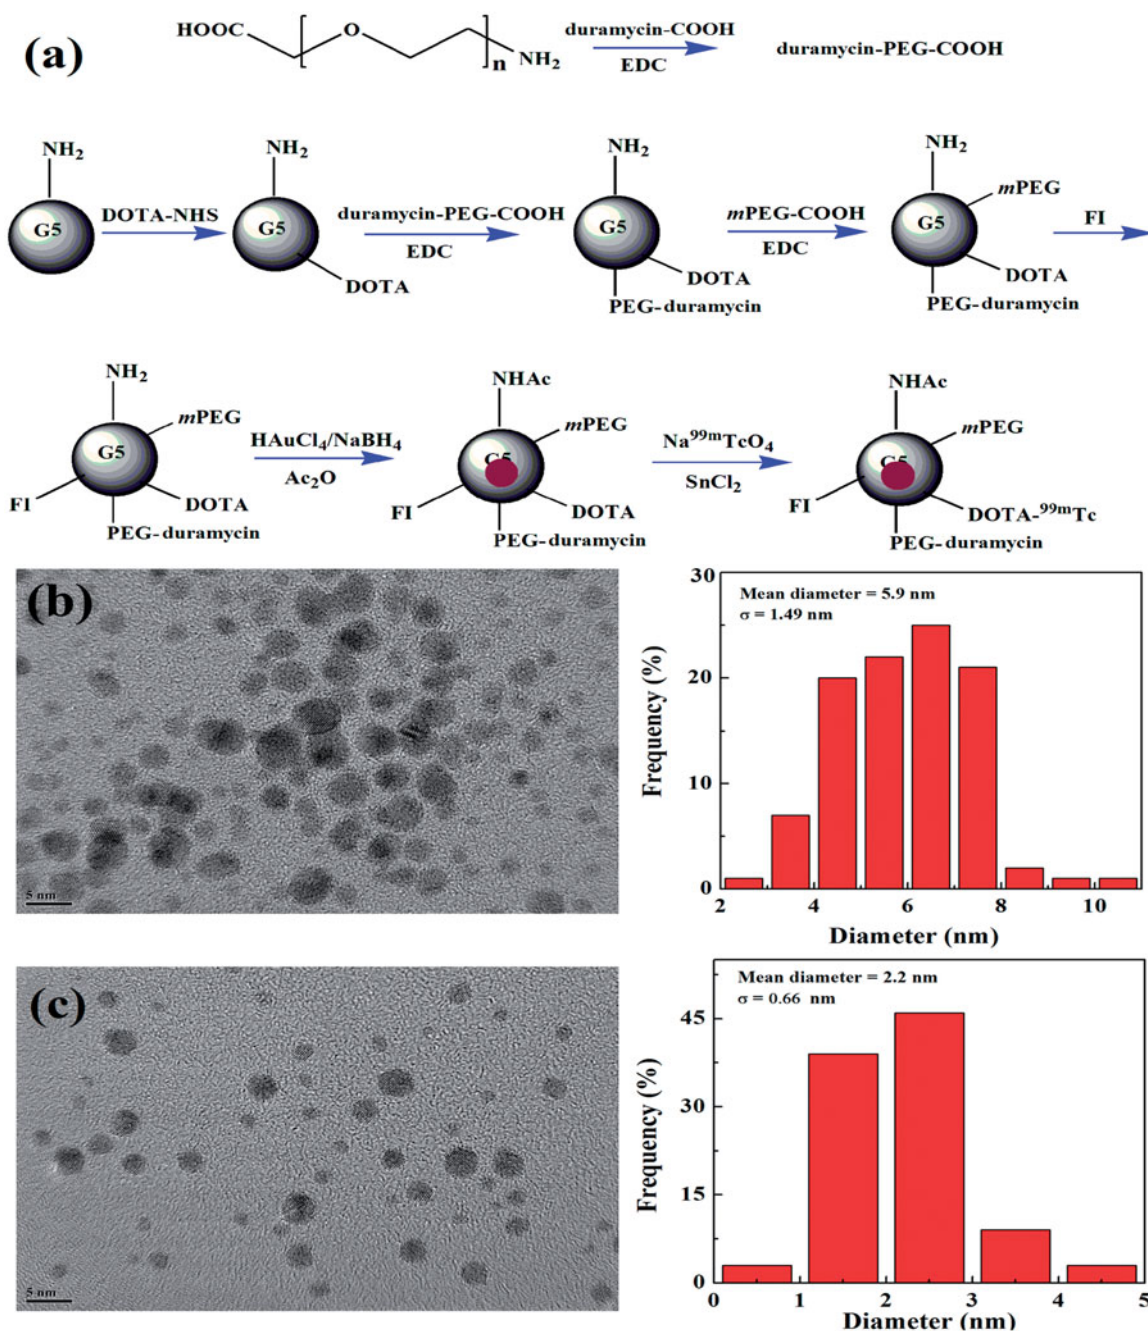 (a)
HOOC
O
n
NH2
duramycin-COOH
EDC
duramycin-PEG-COOH
NH2
G5
DOTA-NHS
NH2
G5
DOTA
duramycin-PEG-COOH
EDC
NH2
G5
DOTA
PEG-duramycin
mPEG-COOH
EDC
NH2
mPEG
G5
DOTA
PEG-duramycin
FI
NH2
mPEG
G5
FI
DOTA
PEG-duramycin
HAuCl4/NaBH4
Ac2O
NHAc
mPEG
G5
FI
DOTA
PEG-duramycin
Na99mTcO4
SnCl2
NHAc
mPEG
G5
FI
DOTA-99mTc
PEG-duramycin
(b)
5 nm
Mean diameter = 5.9 nm
σ = 1.49 nm
Frequency (%)
30
20
10
0
2 4 6 8 10
Diameter (nm)
(c)
5 nm
Mean diameter = 2.2 nm
σ = 0.66 nm
Frequency (%)
45
30
15
0
0 1 2 3 4 5
Diameter (nm)